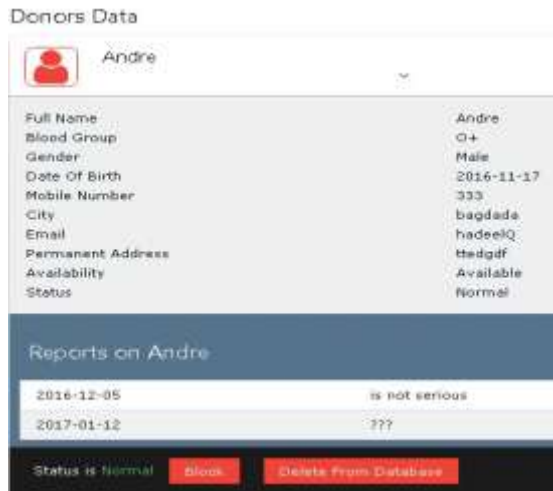 Donors Data
Andre
Full Name Andre
Blood Group O+
Gender Male
Date Of Birth 2016-11-17
Mobile Number 333
City bagdada
Email hadeelQ
Permanent Address ttedgdf
Availability Available
Status Normal
Reports on Andre
2016-12-05 is not serious
2017-01-12 ???
Status is Normal Block Delete From Database